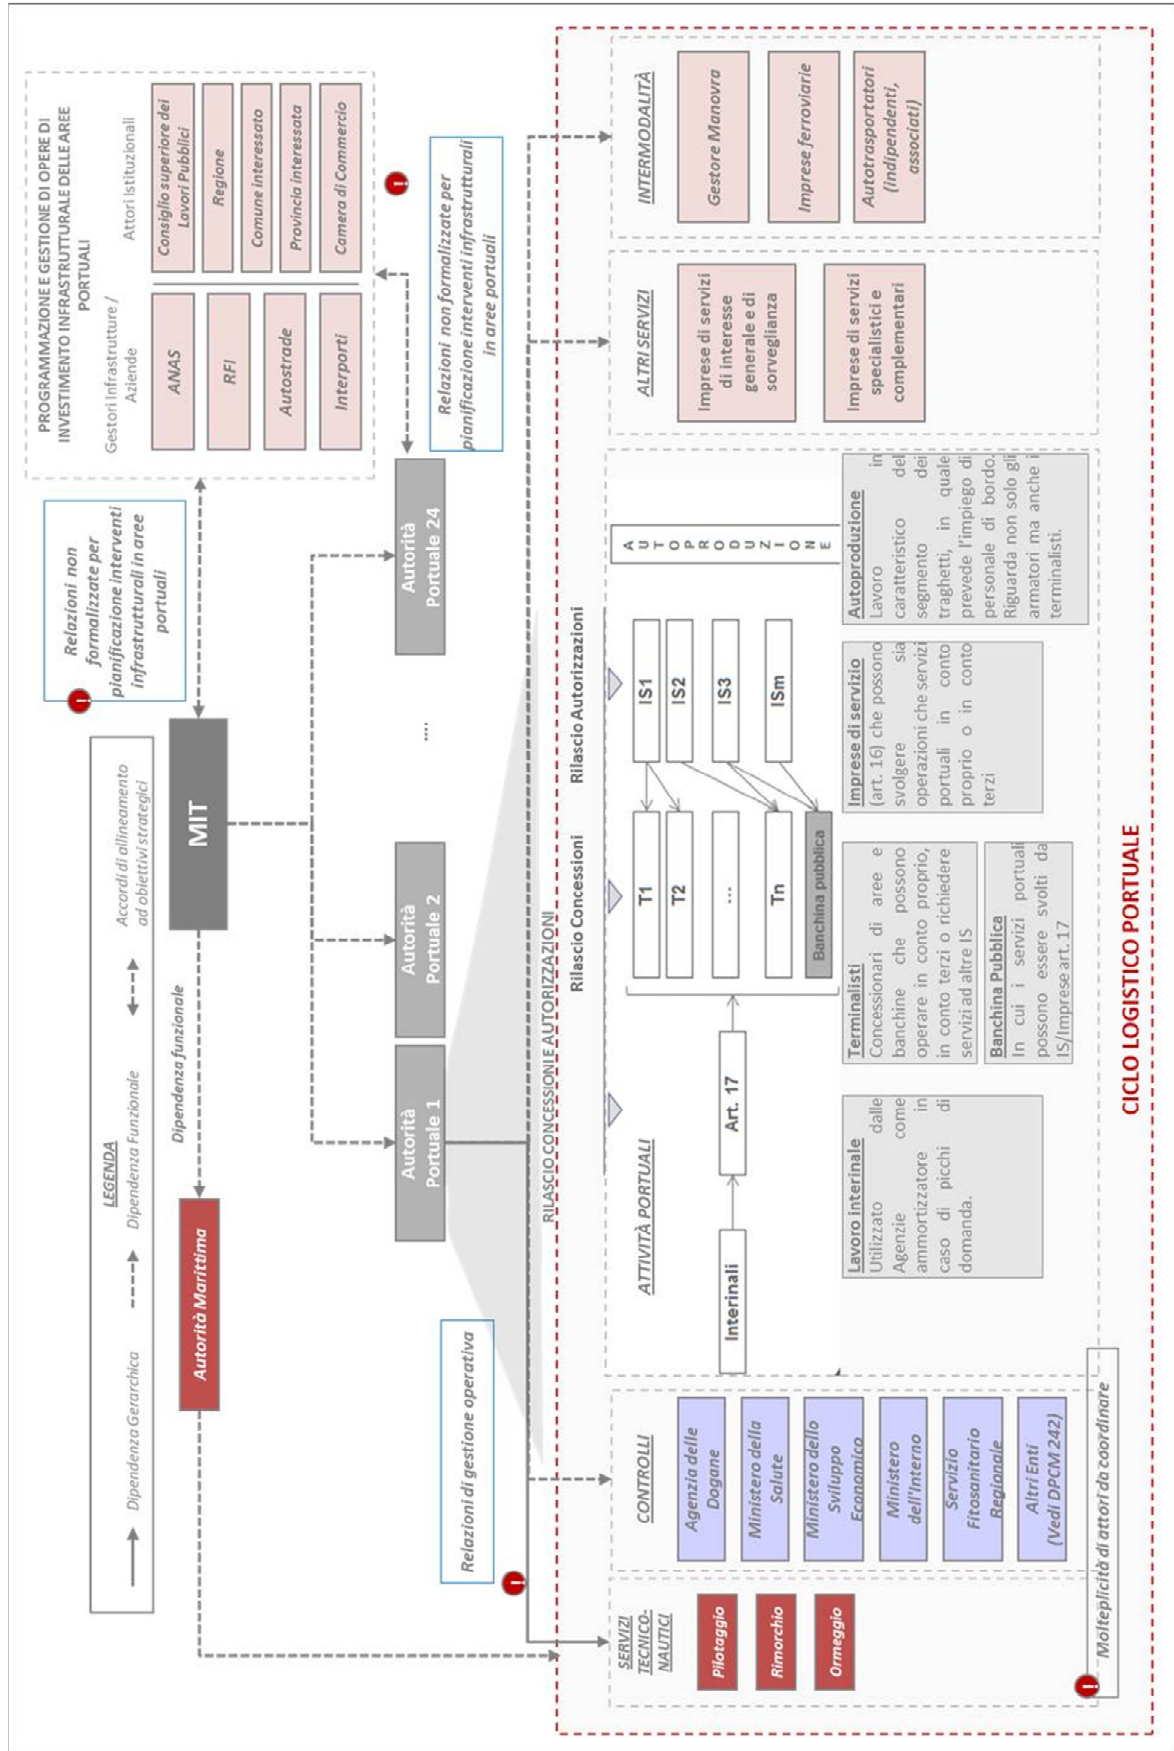 LEGENDA
Dipendenza Gerarchica
Dipendenza Funzionale
Accordi di allineamento
ad obiettivi strategici
Relazioni non
formalizzate per
pianificazione interventi
infrastrutturali in aree
portuali
PROGRAMMAZIONE E GESTIONE DI OPERE DI
INVESTIMENTO INFRASTRUTTURALE DELLE AREE
PORTUALI
Gestori Infrastrutture /
Aziende
Attori Istituzionali
ANAS
RFI
Autostrade
Interporti
Consiglio superiore dei
Lavori Pubblici
Regione
Comune interessato
Provincia interessata
Camera di Commercio
Autorità Marittima
Dipendenza funzionale
MIT
Autorità
Portuale 1
Autorità
Portuale 2
....
Autorità
Portuale 24
Relazioni non formalizzate per
pianificazione interventi infrastrutturali
in aree portuali
Relazioni di gestione operativa
RILASCIO CONCESSIONI E AUTORIZZAZIONI
Rilascio Concessioni
Rilascio Autorizzazioni
SERVIZI
TECNICO-
NAUTICI
Pilotaggio
Rimorchio
Ormeggio
CONTROLLI
Agenzia delle
Dogane
Ministero della
Salute
Ministero dello
Sviluppo
Economico
Ministero
dell'Interno
Servizio
Fitosanitario
Regionale
Altri Enti
(Vedi DPCM 242)
ATTIVITÀ PORTUALI
Interinali
Art. 17
T1
T2
...
Tn
Banchina pubblica
IS1
IS2
IS3
ISm
AUTOPRODUZIONE
Lavoro interinale
Utilizzato dalle
Agenzie come
ammortizzatore in
caso di picchi di
domanda.
Terminalisti
Concessionari di aree e
banchine che possono
operare in conto proprio,
in conto terzi o richiedere
servizi ad altre IS
Banchina Pubblica
In cui i servizi portuali
possono essere svolti da
IS/Imprese art. 17
Imprese di servizio
(art. 16) che possono
svolgere sia
operazioni che servizi
portuali in conto
proprio o in conto
terzi
Autoproduzione
Lavoro in
caratteristico del
segmento dei
traghetti, in quale
prevede l'impiego di
personale di bordo.
Riguarda non solo gli
armatori ma anche i
terminalisti.
ALTRI SERVIZI
Imprese di servizi
di interesse
generale e di
sorveglianza
Imprese di servizi
specialistici e
complementari
INTERMODALITÀ
Gestore Manovra
Imprese ferroviarie
Autotrasportatori
(indipendenti,
associati)
Molteplicità di attori da coordinare
CICLO LOGISTICO PORTUALE